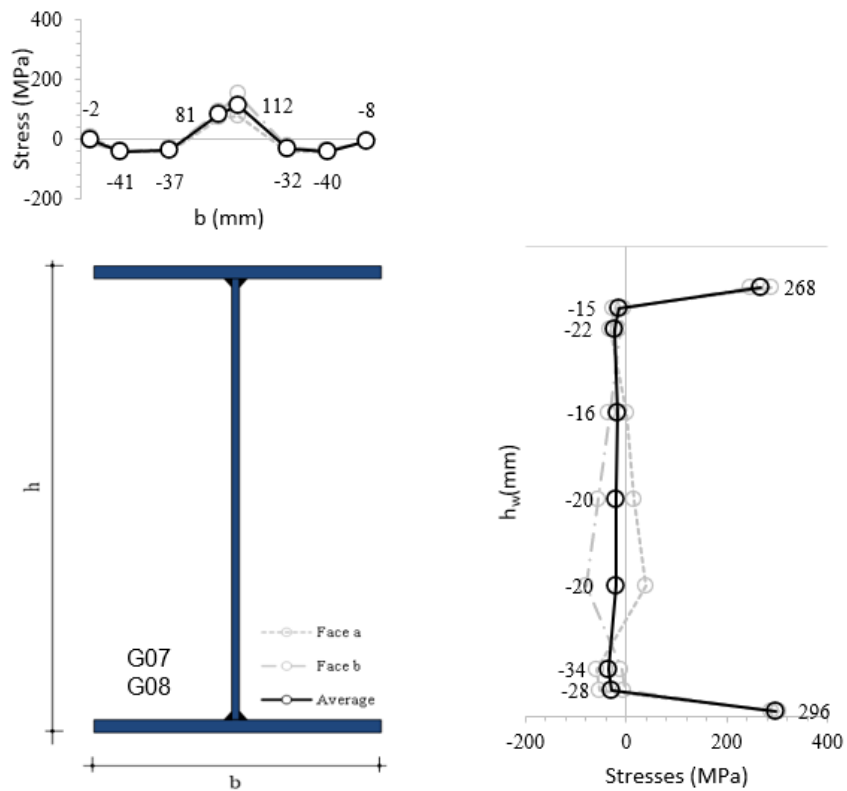 400
200
0
-200
Stress (MPa)
-2
-41
-37
81
112
-32
-40
-8
b (mm)
h
G07
G08
Face a
Face b
Average
b
268
-15
-22
-16
-20
-20
-34
-28
296
hw(mm)
-200
0
200
400
Stresses (MPa)